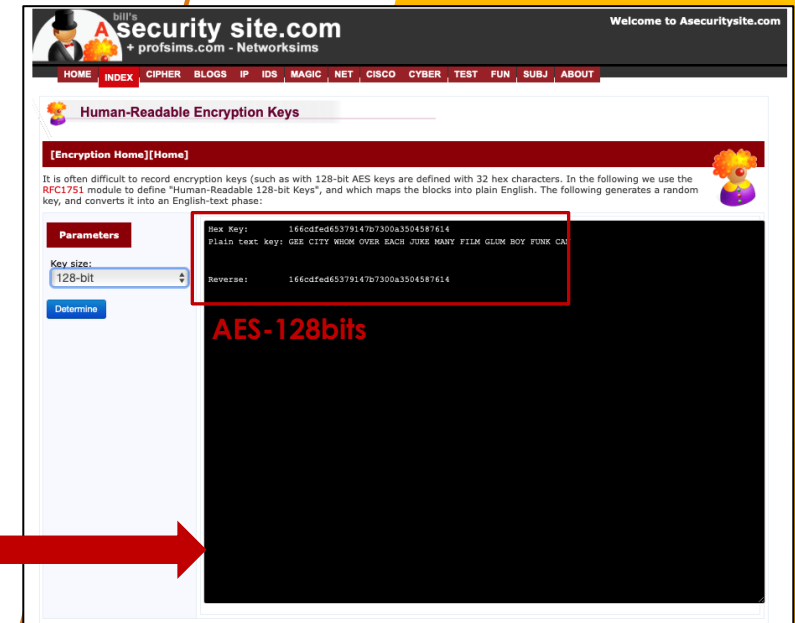 bill's
Asecurity site.com
Welcome to Asecuritysite.com
+ profsims.com - Networksims
HOME INDEX CIPHER BLOGS IP IDS MAGIC NET CISCO CYBER TEST FUN SUBJ ABOUT
Human-Readable Encryption Keys
[Encryption Home][Home]
It is often difficult to record encryption keys (such as with 128-bit AES keys are defined with 32 hex characters. In the following we use the
RFC1751 module to define "Human-Readable 128-bit Keys", and which maps the blocks into plain English. The following generates a random
key, and converts it into an English-text phase:
Parameters
Key size:
128-bit
Determine
Hex Key: 166cdfed65379147b7300a3504587614
Plain text key: GEE CITY WHOM OVER EACH JUKE MANY FILM GLUM BOY FUNK
Reverse: 166cdfed65379147b7300a3504587614
AES-128bits